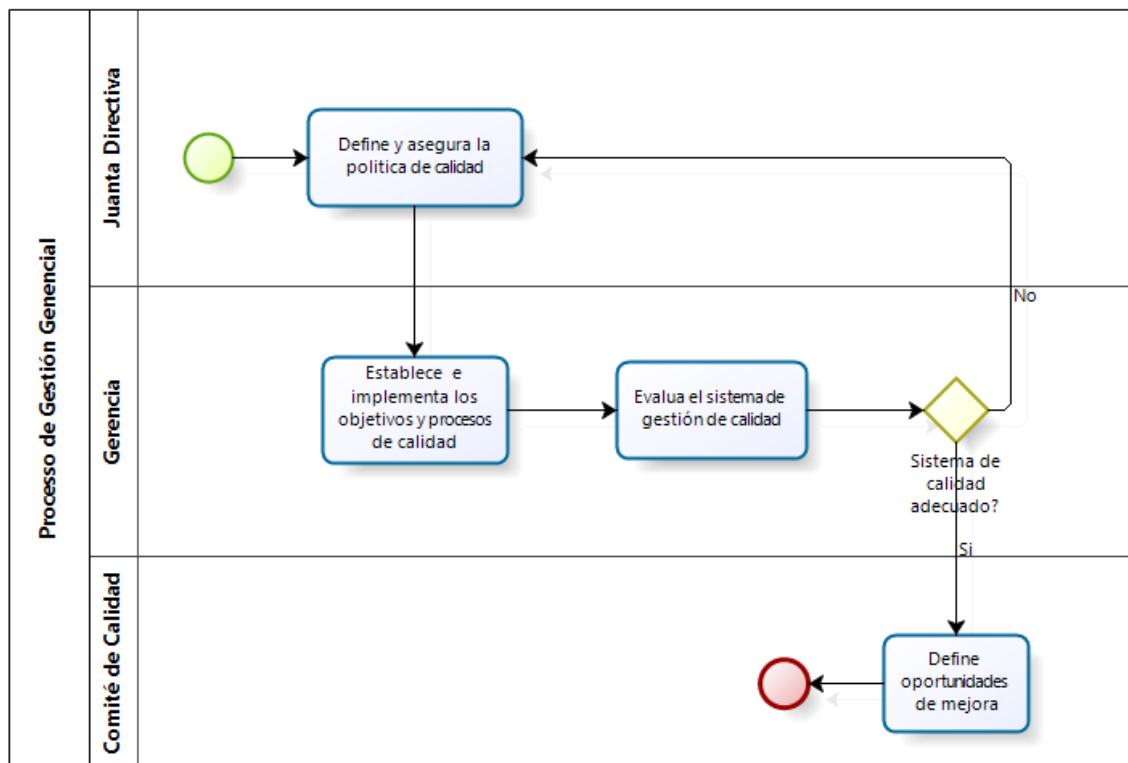 Processo de Gestión Genencial
Juanta Directiva
Define y asegura la
politica de calidad
No
Gerencia
Establece e
implementa los
objetivos y procesos
de calidad
Evalua el sistema de
gestión de calidad
Sistema de
calidad
adecuado?
Si
Comité de Calidad
Define
oportunidades
de mejora